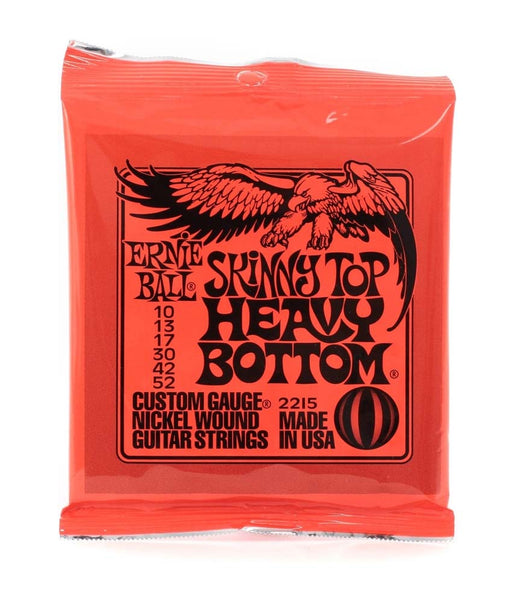 ERNIE
BALL®
SKINNY TOP
HEAVY
BOTTOM®
10
13
17
30
42
52
CUSTOM GAUGE® 2215 MADE
NICKEL WOUND IN USA
GUITAR STRINGS